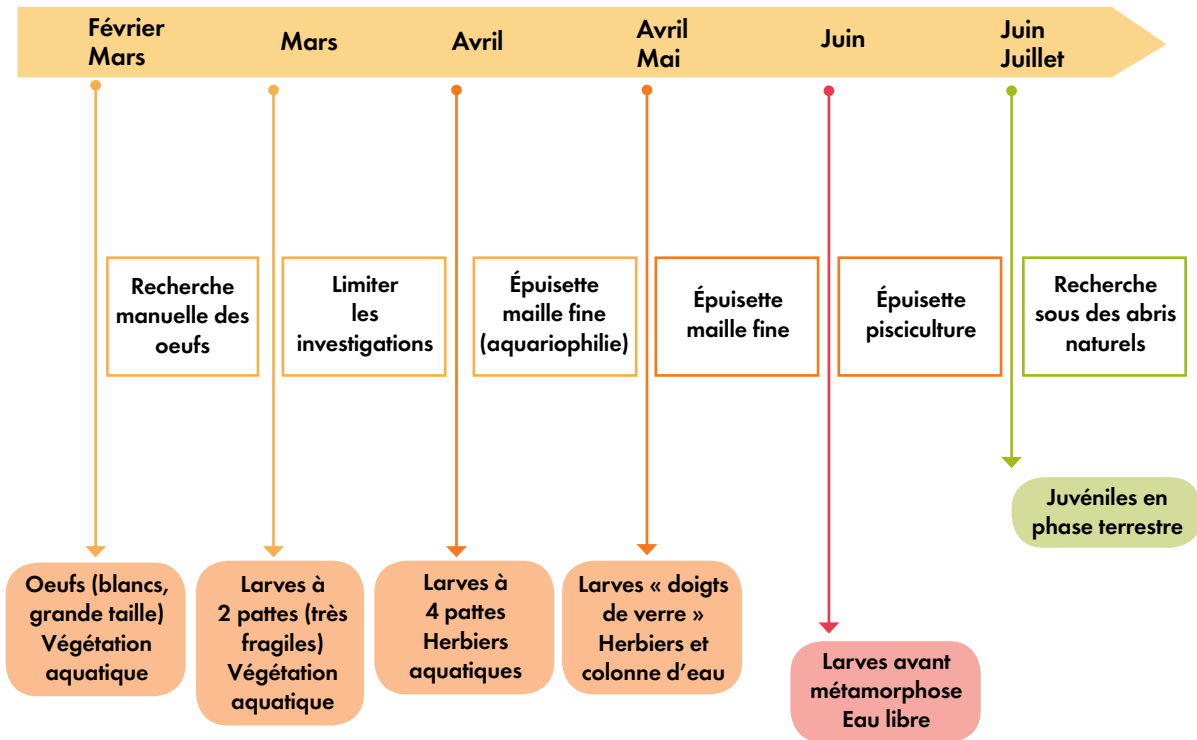 Février
Mars
Mars
Avril
Avril
Mai
Juin
Juin
Juillet
Recherche
manuelle des
oeufs
Limiter
les
investigations
Épuisette
maille fine
(aquariophilie)
Épuisette
maille fine
Épuisette
pisciculture
Recherche
sous des abris
naturels
Juvéniles en
phase terrestre
Oeufs (blancs,
grande taille)
Végétation
aquatique
Larves à
2 pattes (très
fragiles)
Végétation
aquatique
Larves à
4 pattes
Herbiers
aquatiques
Larves « doigts
de verre »
Herbiers et
colonne d'eau
Larves avant
métamorphose
Eau libre